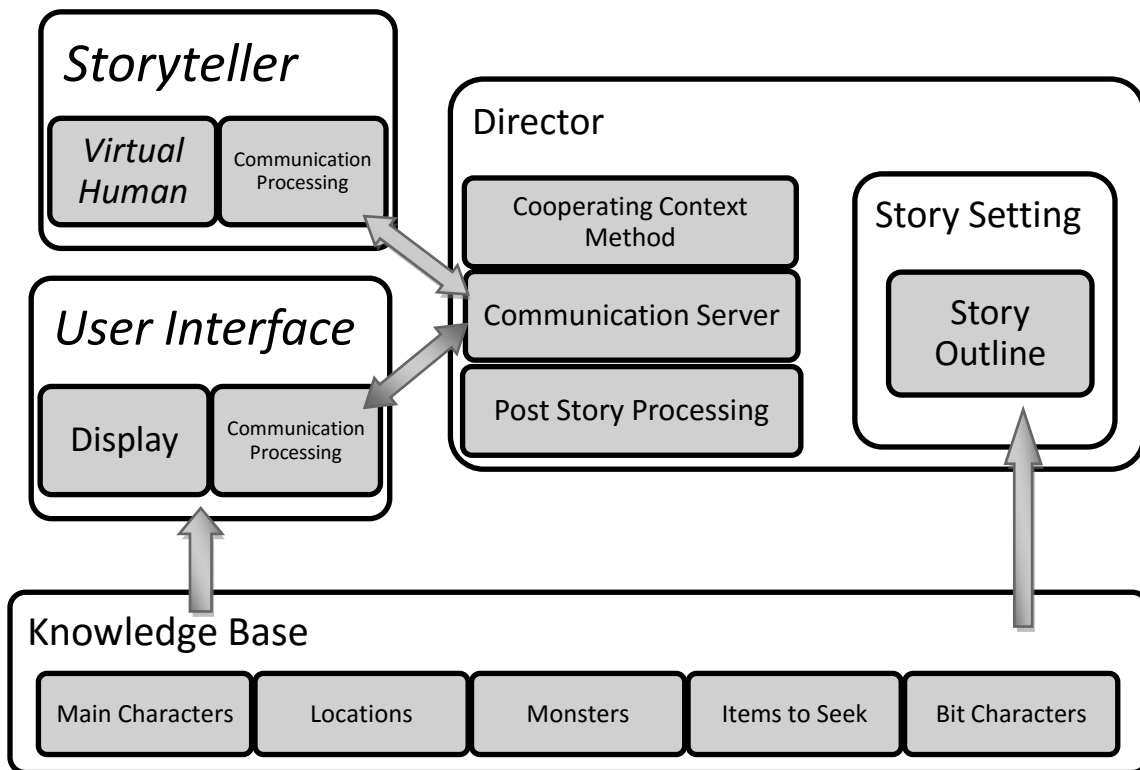 Storyteller
Virtual
Human
Communication
Processing
User Interface
Display
Communication
Processing
Director
Cooperating Context
Method
Communication Server
Post Story Processing
Story Setting
Story
Outline
Knowledge Base
Main Characters
Locations
Monsters
Items to Seek
Bit Characters